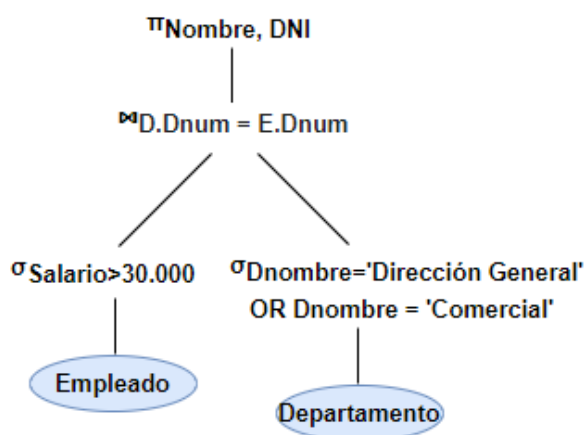 πNombre, DNI
⋈D.Dnum = E.Dnum
σSalario>30.000
σDnombre='Dirección General'
OR Dnombre = 'Comercial'
Empleado
Departamento